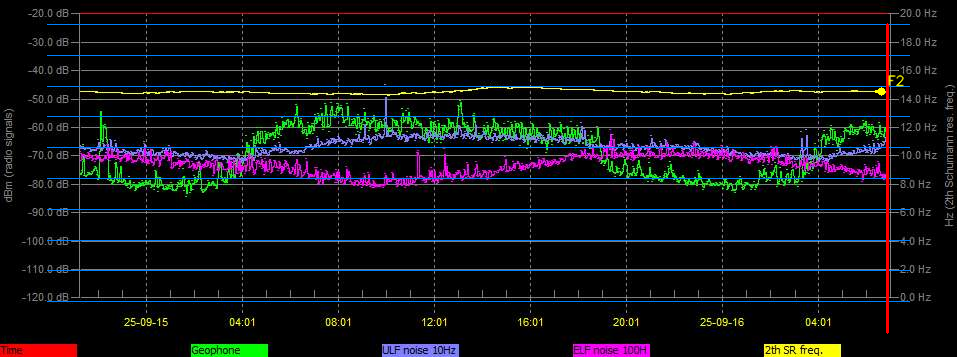 -20.0 dB 20.0 Hz
-30.0 dB 18.0 Hz
-40.0 dB 16.0 Hz
F2
-50.0 dB 14.0 Hz
-60.0 dB 12.0 Hz
-70.0 dB 10.0 Hz
-80.0 dB 8.0 Hz
-90.0 dB 6.0 Hz
-100.0 dB 4.0 Hz
-110.0 dB 2.0 Hz
-120.0 dB 0.0 Hz
dBm (radio signals)
Hz (2th Schumann res. freq.)
25-09-15 04:01 08:01 12:01 16:01 20:01 25-09-16 04:01
Time Geophone ULF noise 10Hz ELF noise 100H 2th SR freq.